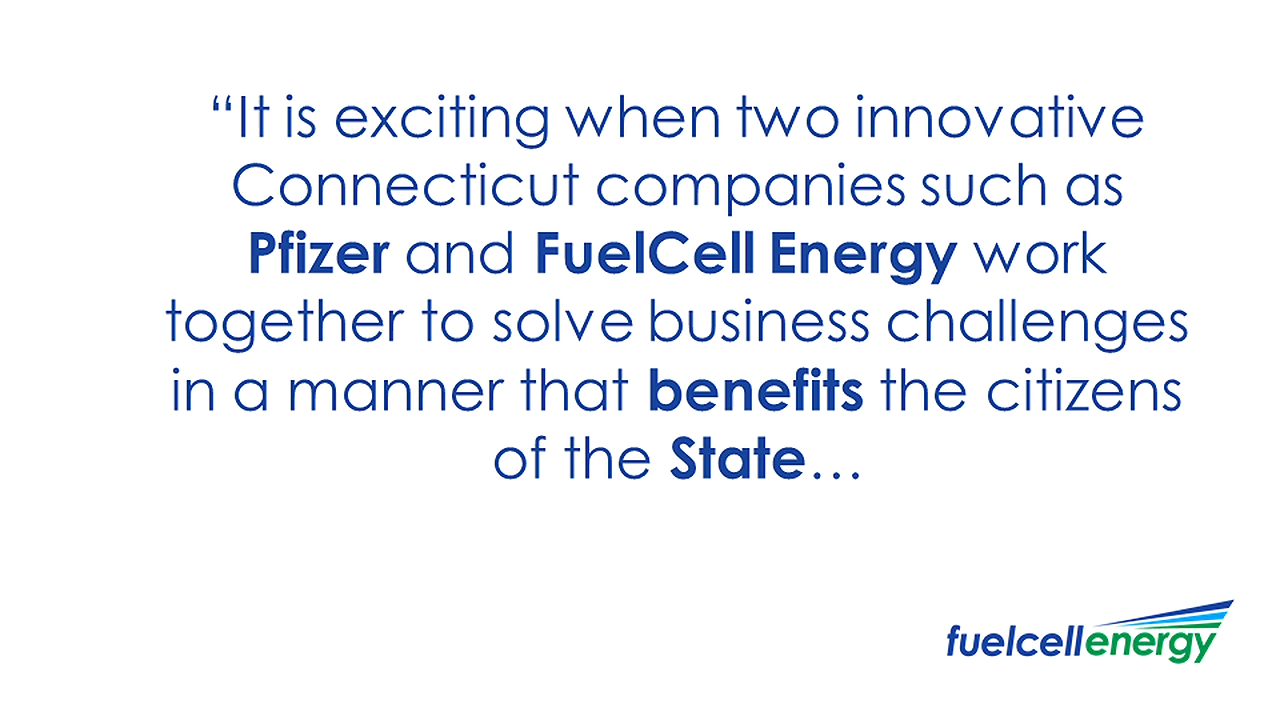 “It is exciting when two innovative
Connecticut companies such as
Pfizer and FuelCell Energy work
together to solve business challenges
in a manner that benefits the citizens
of the State…
fuelcellenergy